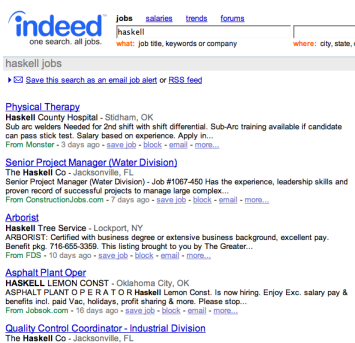 indeed
one search. all jobs.
jobs salaries trends forums
haskell
what: job title, keywords or company where: city, state,
haskell jobs
Save this search as an email job alert or RSS feed
Physical Therapy
Haskell County Hospital - Stidham, OK
Sub arc welders Needed for 2nd shift with shift differential. Sub-Arc training available if candidate
can pass stick test. Salary based on experience. Apply in...
From Monster - 3 days ago - save job - block - email - more...
Senior Project Manager (Water Division)
The Haskell Co - Jacksonville, FL
Senior Project Manager (Water Division) - Job #1067-450 Has the experience, leadership skills and
proven record of successful projects to manage large complex...
From ConstructionJobs.com - 7 days ago - save job - block - email - more...
Arborist
Haskell Tree Service - Lockport, NY
ARBORIST: Certified with business degree or extensive business background, excellent pay.
Benefit pkg. 716-655-3359. This listing brought to you by The Greater...
From FDS - 10 days ago - save job - block - email - more...
Asphalt Plant Oper
HASKELL LEMON CONST - Oklahoma City, OK
ASPHALT PLANT O P E R A T O R Haskell Lemon Const. Is now hiring. Enjoy Exc. salary pay &
benefits incl. paid Vac, holidays, profit sharing & more. Please stop...
From Jobsok.com - 16 days ago - save job - block - email - more...
Quality Control Coordinator - Industrial Division
The Haskell Co - Jacksonville, FL